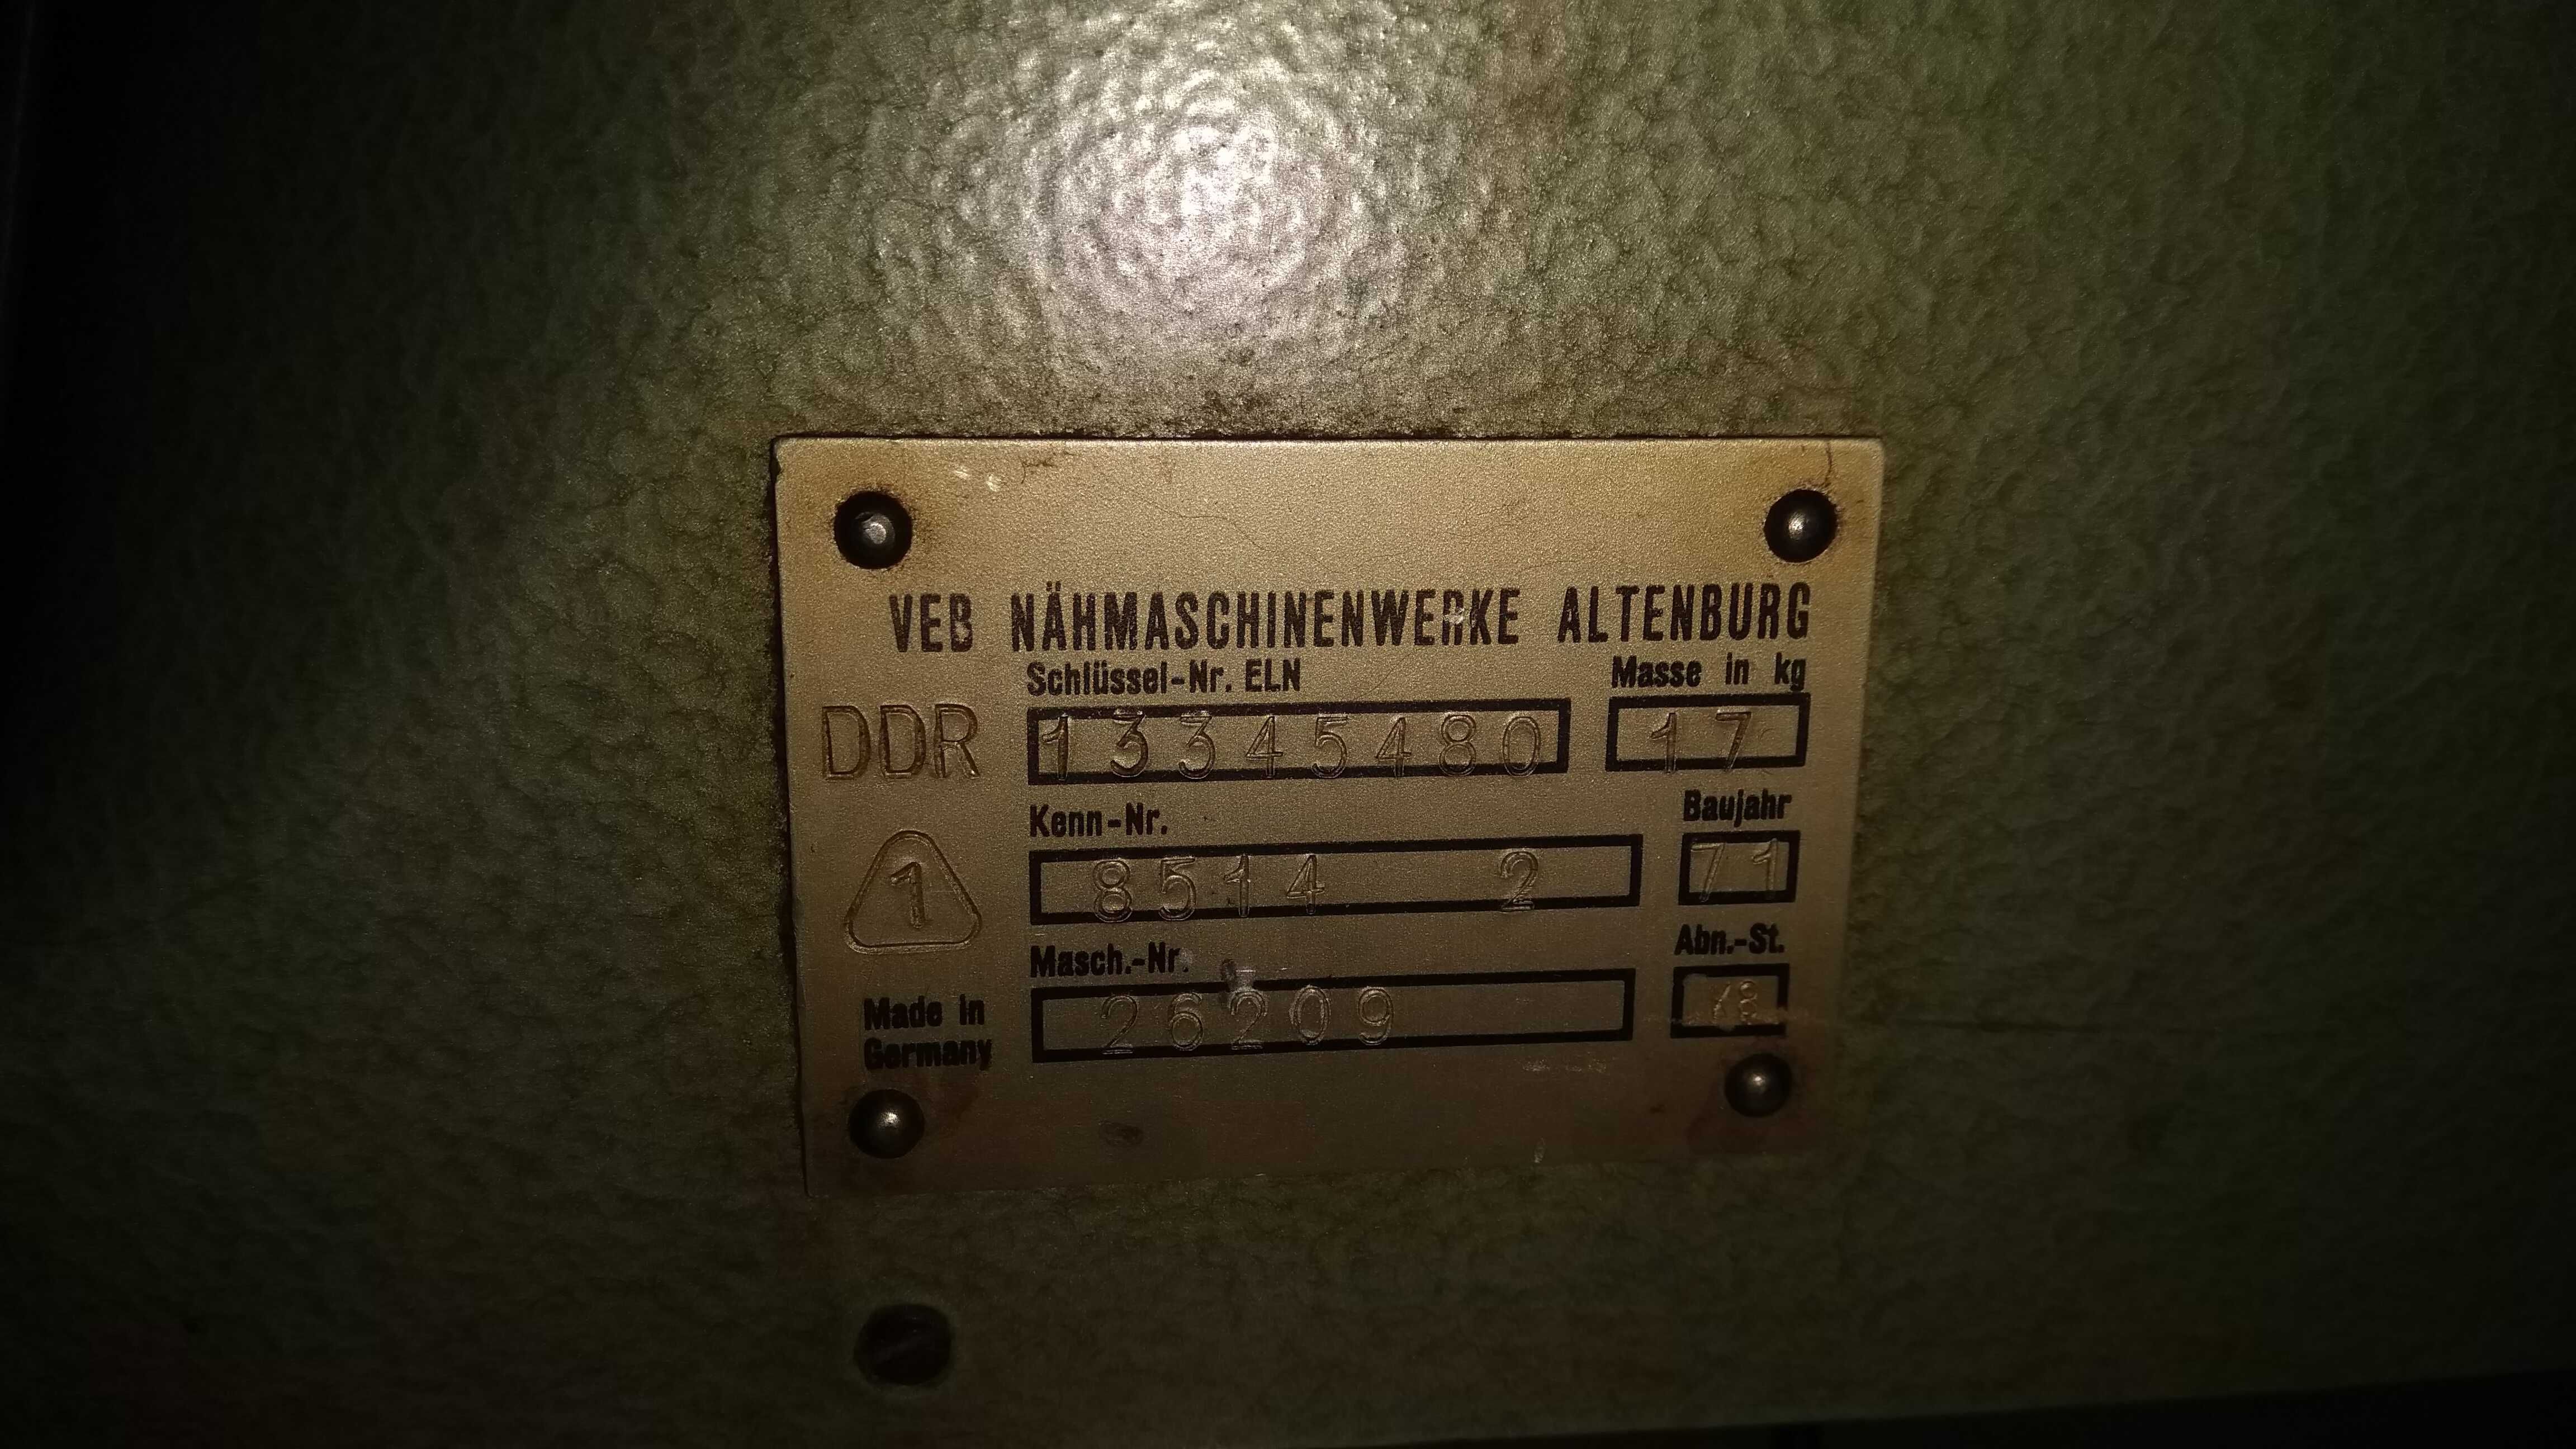 VEB NÄHMASCHINENWERKE ALTENBURG
Schlüssel-Nr. ELN Masse in kg
DDR 13345480 17
Kenn-Nr. Baujahr
1 8514 2 71
Masch.-Nr. Abn.-St.
26209
Made in
Germany